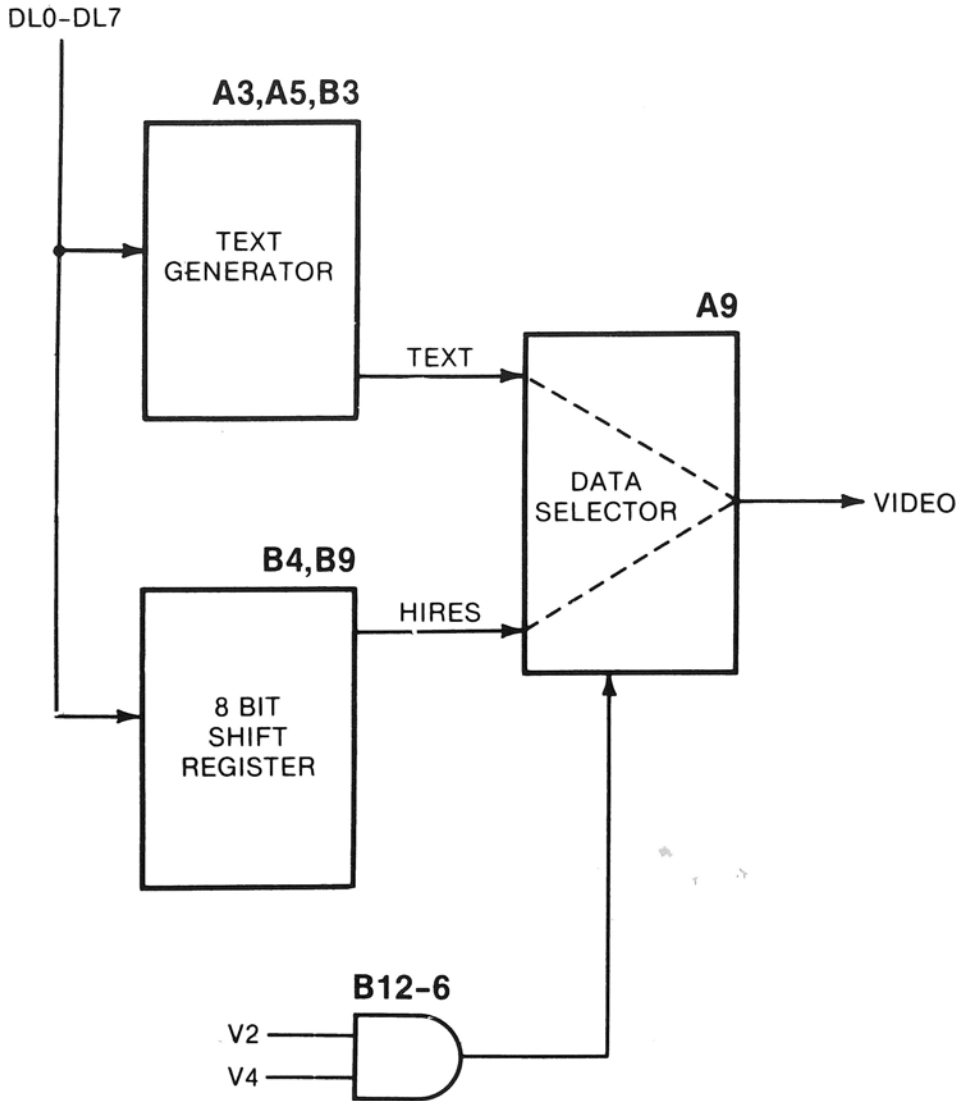 DL0-DL7
A3,A5,B3
TEXT
GENERATOR
TEXT
A9
DATA
SELECTOR
VIDEO
B4,B9
HIRES
8 BIT
SHIFT
REGISTER
B12-6
V2
V4